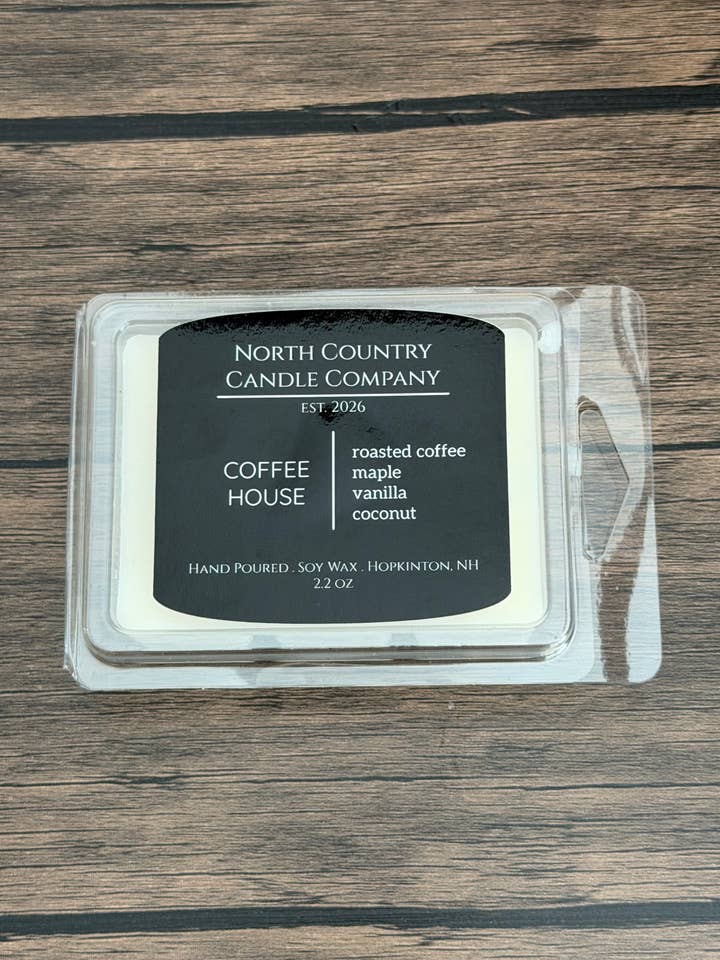 North Country
Candle Company
EST. 2026
COFFEE
HOUSE
roasted coffee
maple
vanilla
coconut
Hand Poured . Soy Wax . Hopkinton, NH
2.2 oz